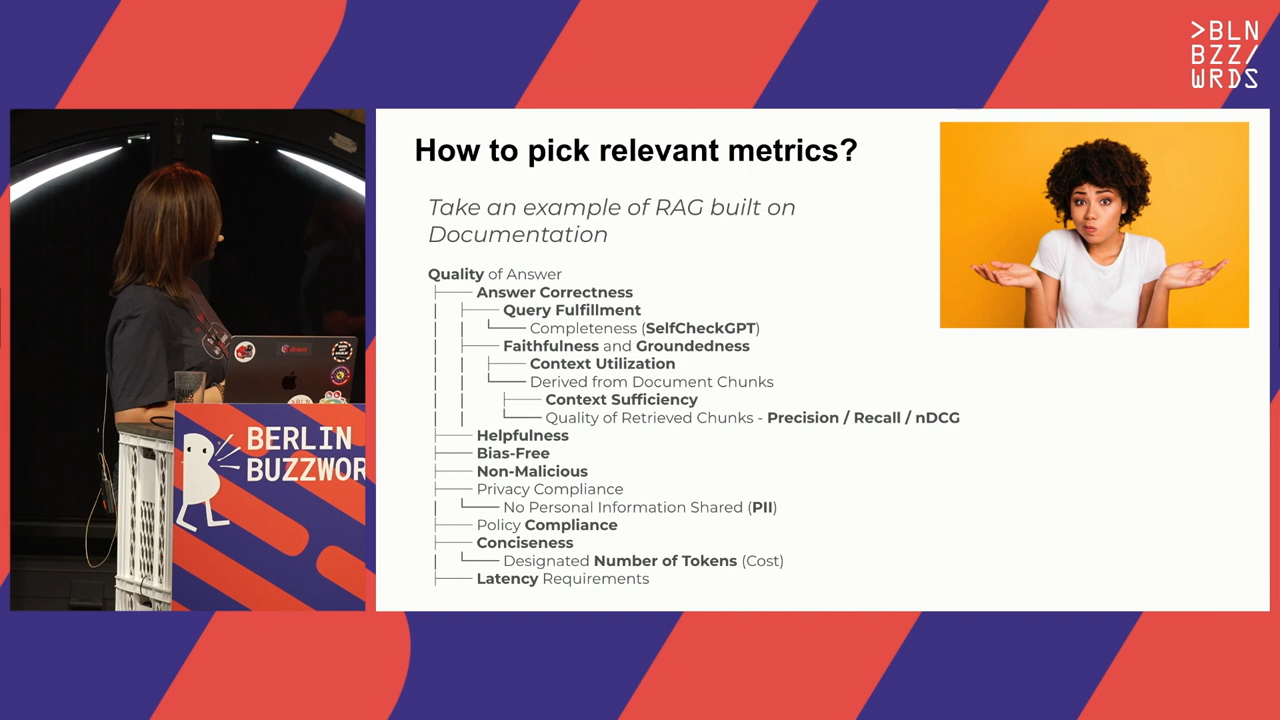 >BLN
BZZ/
WRDS
How to pick relevant metrics?
Take an example of RAG built on
Documentation
Quality of Answer
Answer Correctness
Query Fulfillment
Completeness (SelfCheckGPT)
Faithfulness and Groundedness
Context Utilization
Derived from Document Chunks
Context Sufficiency
Quality of Retrieved Chunks - Precision / Recall / nDCG
Helpfulness
Bias-Free
Non-Malicious
Privacy Compliance
No Personal Information Shared (PII)
Policy Compliance
Conciseness
Designated Number of Tokens (Cost)
Latency Requirements
BERLIN
BUZZWOR